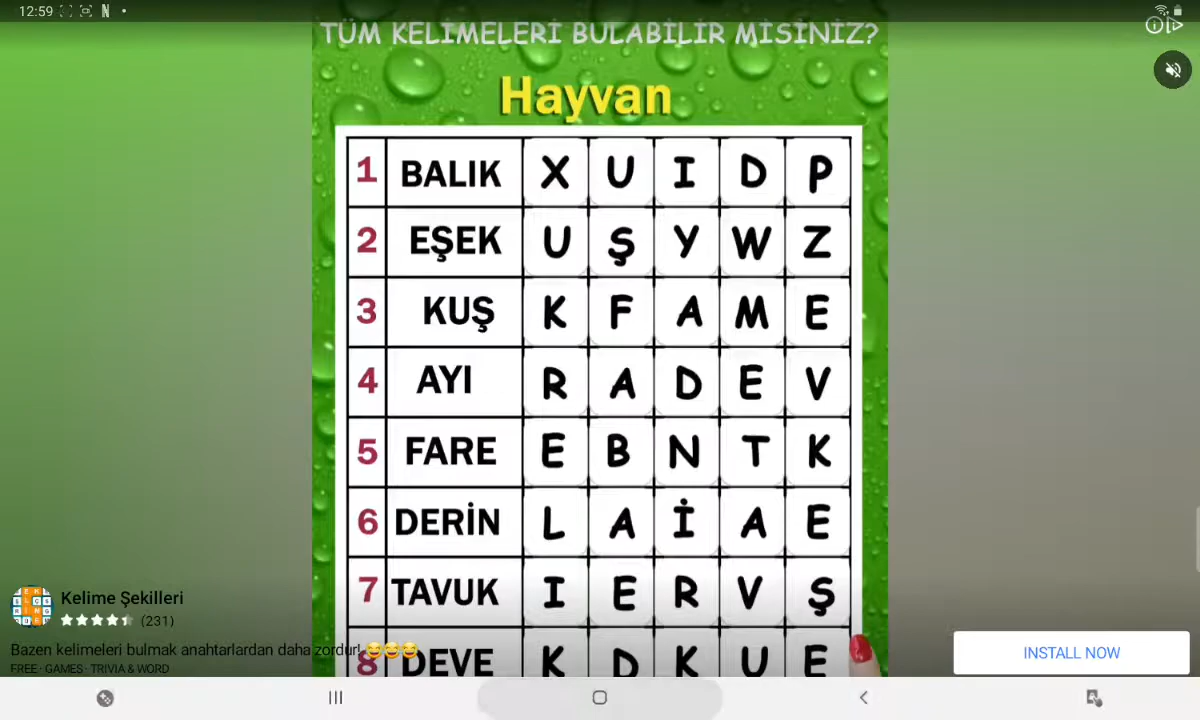 12:59
TÜM KELİMELERİ BULABİLİR MİSİNİZ?
Hayvan
1 BALIK X U I D P
2 EŞEK U Ş Y W Z
3 KUŞ K F A M E
4 AYI R A D E V
5 FARE E B N T K
6 DERİN L A İ A E
7 TAVUK I E R V Ş
8 DEVE K D K U E
Kelime Şekilleri
(231)
Bazen kelimeleri bulmak anahtarlardan daha zordur!😂😂😂
FREE · GAMES · TRIVIA & WORD
INSTALL NOW